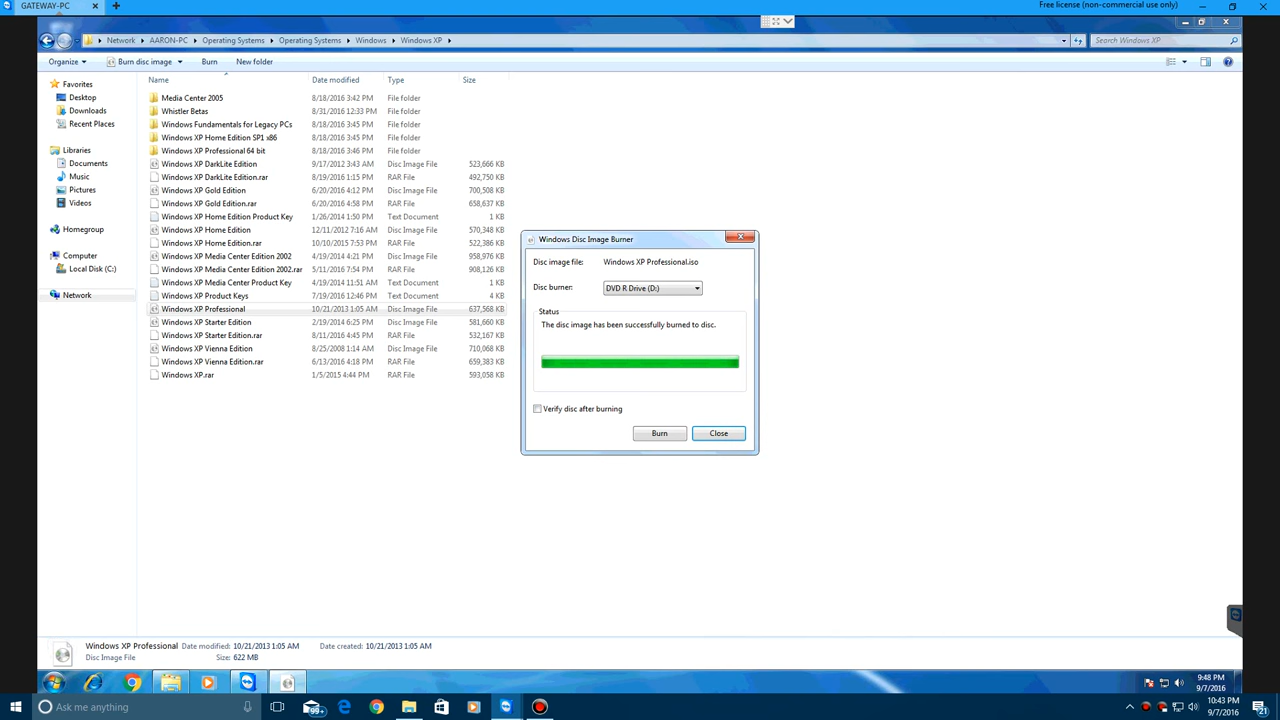 GATEWAY-PC
Free license (non-commercial use only)
Network AARON-PC Operating Systems Operating Systems Windows Windows XP
Search Windows XP
Organize Burn disc image Burn New folder
Favorites
Desktop
Downloads
Recent Places
Libraries
Documents
Music
Pictures
Videos
Homegroup
Computer
Local Disk (C:)
Network
Name Date modified Type Size
Media Center 2005 8/18/2016 3:42 PM File folder
Whistler Betas 8/31/2016 12:33 PM File folder
Windows Fundamentals for Legacy PCs 8/18/2016 3:45 PM File folder
Windows XP Home Edition SP1 x86 8/18/2016 3:45 PM File folder
Windows XP Professional 64 bit 8/18/2016 3:46 PM File folder
Windows XP DarkLite Edition 9/17/2012 3:43 AM Disc Image File 523,666 KB
Windows XP DarkLite Edition.rar 8/19/2016 1:15 PM RAR File 492,750 KB
Windows XP Gold Edition 6/20/2016 4:12 PM Disc Image File 700,508 KB
Windows XP Gold Edition.rar 6/20/2016 4:58 PM RAR File 658,637 KB
Windows XP Home Edition Product Key 1/26/2014 1:50 PM Text Document 1 KB
Windows XP Home Edition 12/11/2012 7:16 AM Disc Image File 570,348 KB
Windows XP Home Edition.rar 10/10/2015 7:53 PM RAR File 522,386 KB
Windows XP Media Center Edition 2002 4/19/2014 4:21 PM Disc Image File 958,976 KB
Windows XP Media Center Edition 2002.rar 5/11/2016 7:54 PM RAR File 908,126 KB
Windows XP Media Center Product Key 4/19/2014 11:51 AM Text Document 1 KB
Windows XP Product Keys 7/19/2016 12:46 PM Text Document 4 KB
Windows XP Professional 10/21/2013 1:05 AM Disc Image File 637,568 KB
Windows XP Starter Edition 2/19/2014 6:25 PM Disc Image File 581,660 KB
Windows XP Starter Edition.rar 8/11/2016 4:45 PM RAR File 532,167 KB
Windows XP Vienna Edition 8/25/2008 1:14 AM Disc Image File 710,068 KB
Windows XP Vienna Edition.rar 6/13/2016 4:18 PM RAR File 659,383 KB
Windows XP.rar 1/5/2015 4:44 PM RAR File 593,058 KB
Windows Disc Image Burner
Disc image file: Windows XP Professional.iso
Disc burner: DVD R Drive (D:)
Status
The disc image has been successfully burned to disc.
Verify disc after burning
Burn Close
Windows XP Professional Date modified: 10/21/2013 1:05 AM Date created: 10/21/2013 1:05 AM
Disc Image File Size: 622 MB
9:48 PM
9/7/2016
Ask me anything
99+
10:43 PM
9/7/2016
21